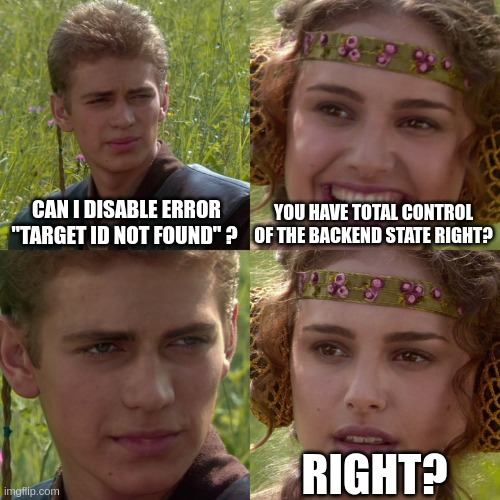 CAN I DISABLE ERROR
"TARGET ID NOT FOUND" ?
YOU HAVE TOTAL CONTROL
OF THE BACKEND STATE RIGHT?
RIGHT?
imgflip.com